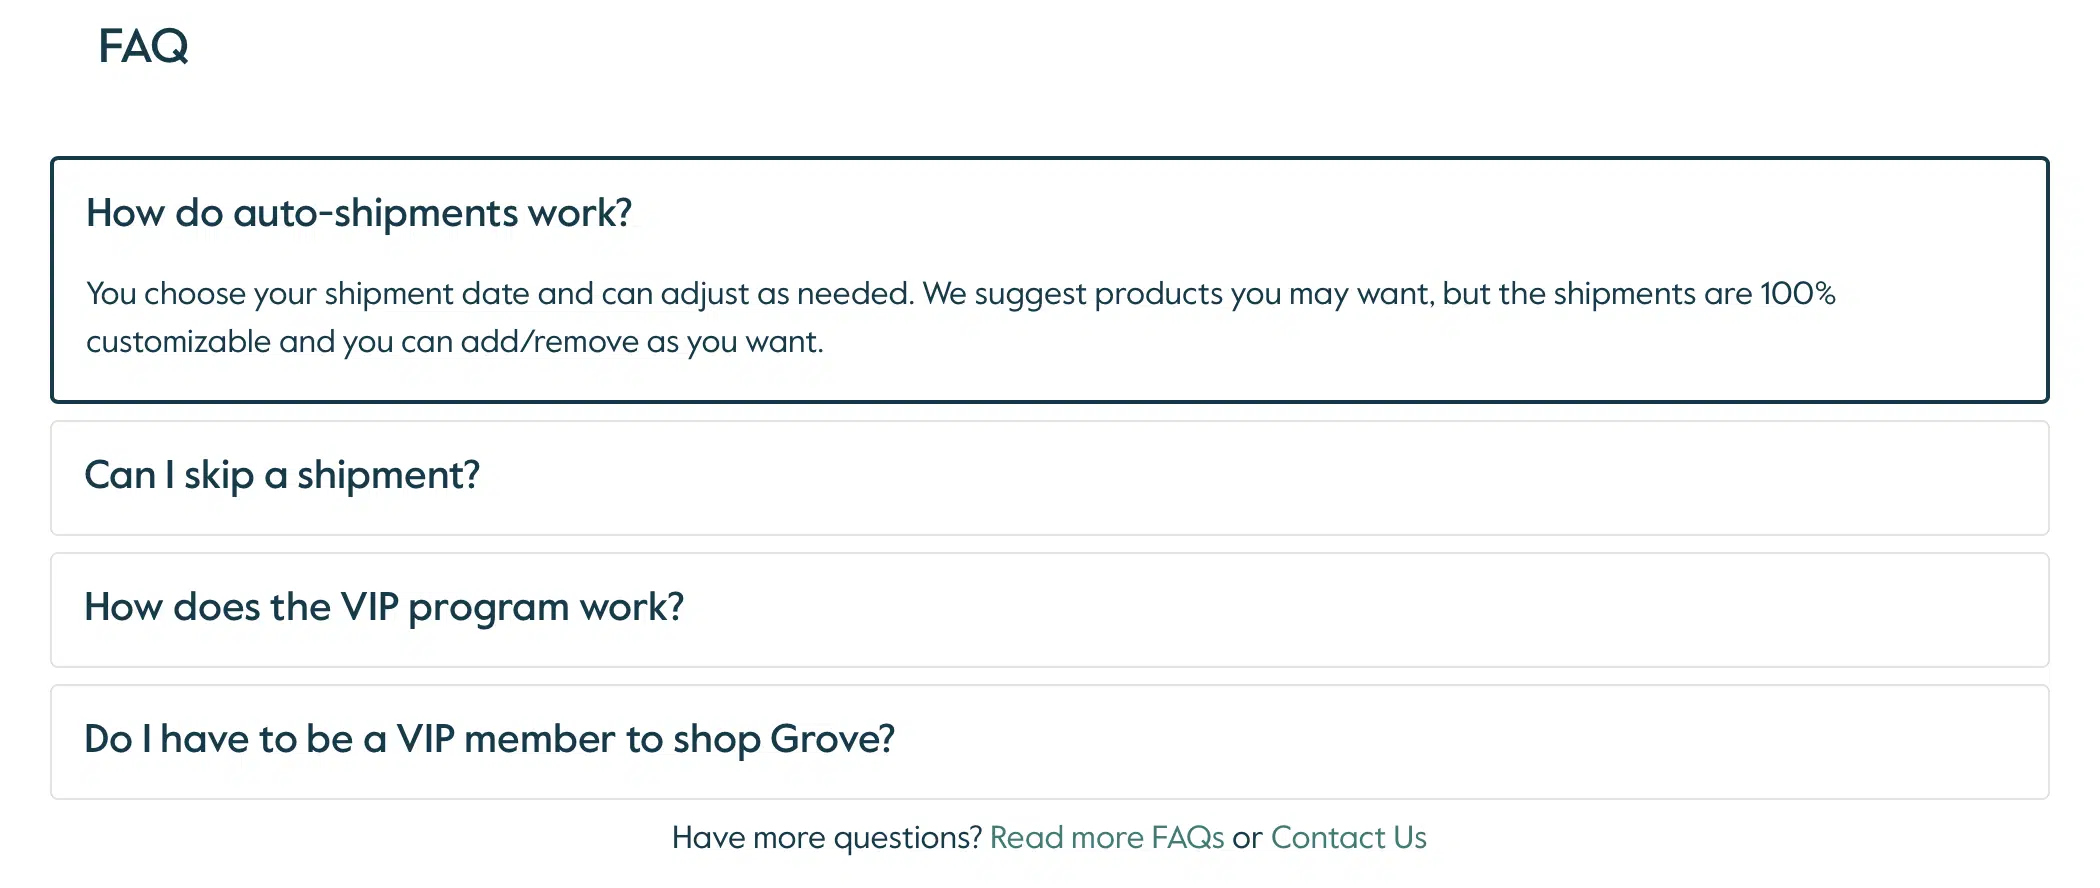 FAQ
How do auto-shipments work?
You choose your shipment date and can adjust as needed. We suggest products you may want, but the shipments are 100%
customizable and you can add/remove as you want.
Can I skip a shipment?
How does the VIP program work?
Do I have to be a VIP member to shop Grove?
Have more questions? Read more FAQs or Contact Us